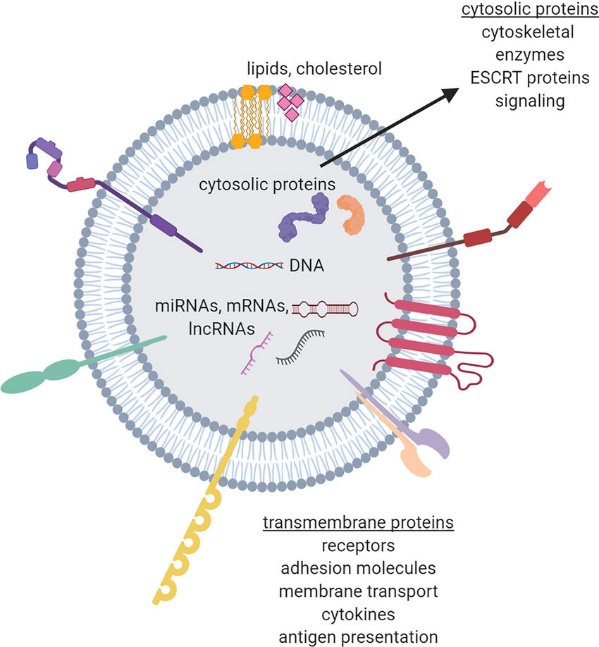 cytosolic proteins
cytoskeletal
enzymes
ESCRT proteins
signaling
lipids, cholesterol
cytosolic proteins
DNA
miRNAs, mRNAs,
lncRNAs
transmembrane proteins
receptors
adhesion molecules
membrane transport
cytokines
antigen presentation